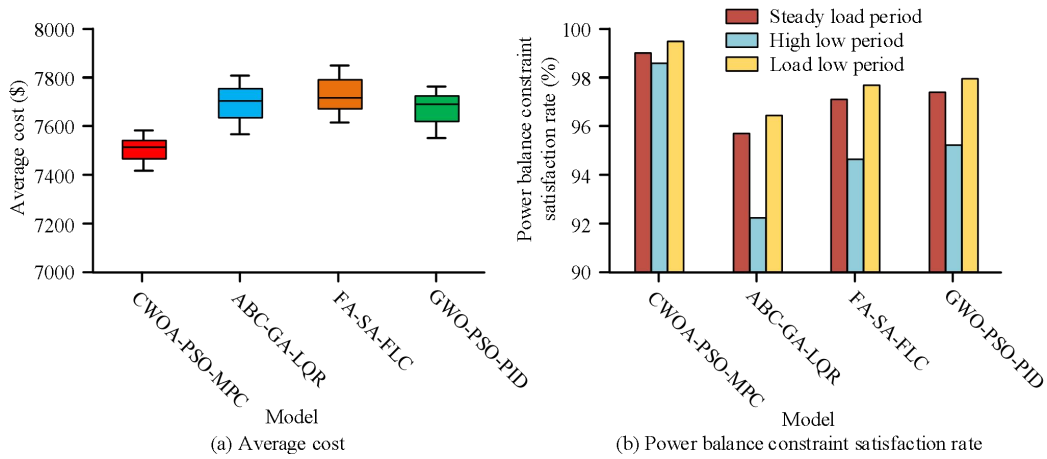 8000
7800
7600
7400
7200
7000
Average cost ($)
CWOA-PSO-MPC
ABC-GA-LQR
FA-SA-FLC
GWO-PSO-PID
Model
(a) Average cost
Steady load period
High low period
Load low period
100
98
96
94
92
90
Power balance constraint
satisfaction rate (%)
CWOA-PSO-MPC
ABC-GA-LQR
FA-SA-FLC
GWO-PSO-PID
Model
(b) Power balance constraint satisfaction rate